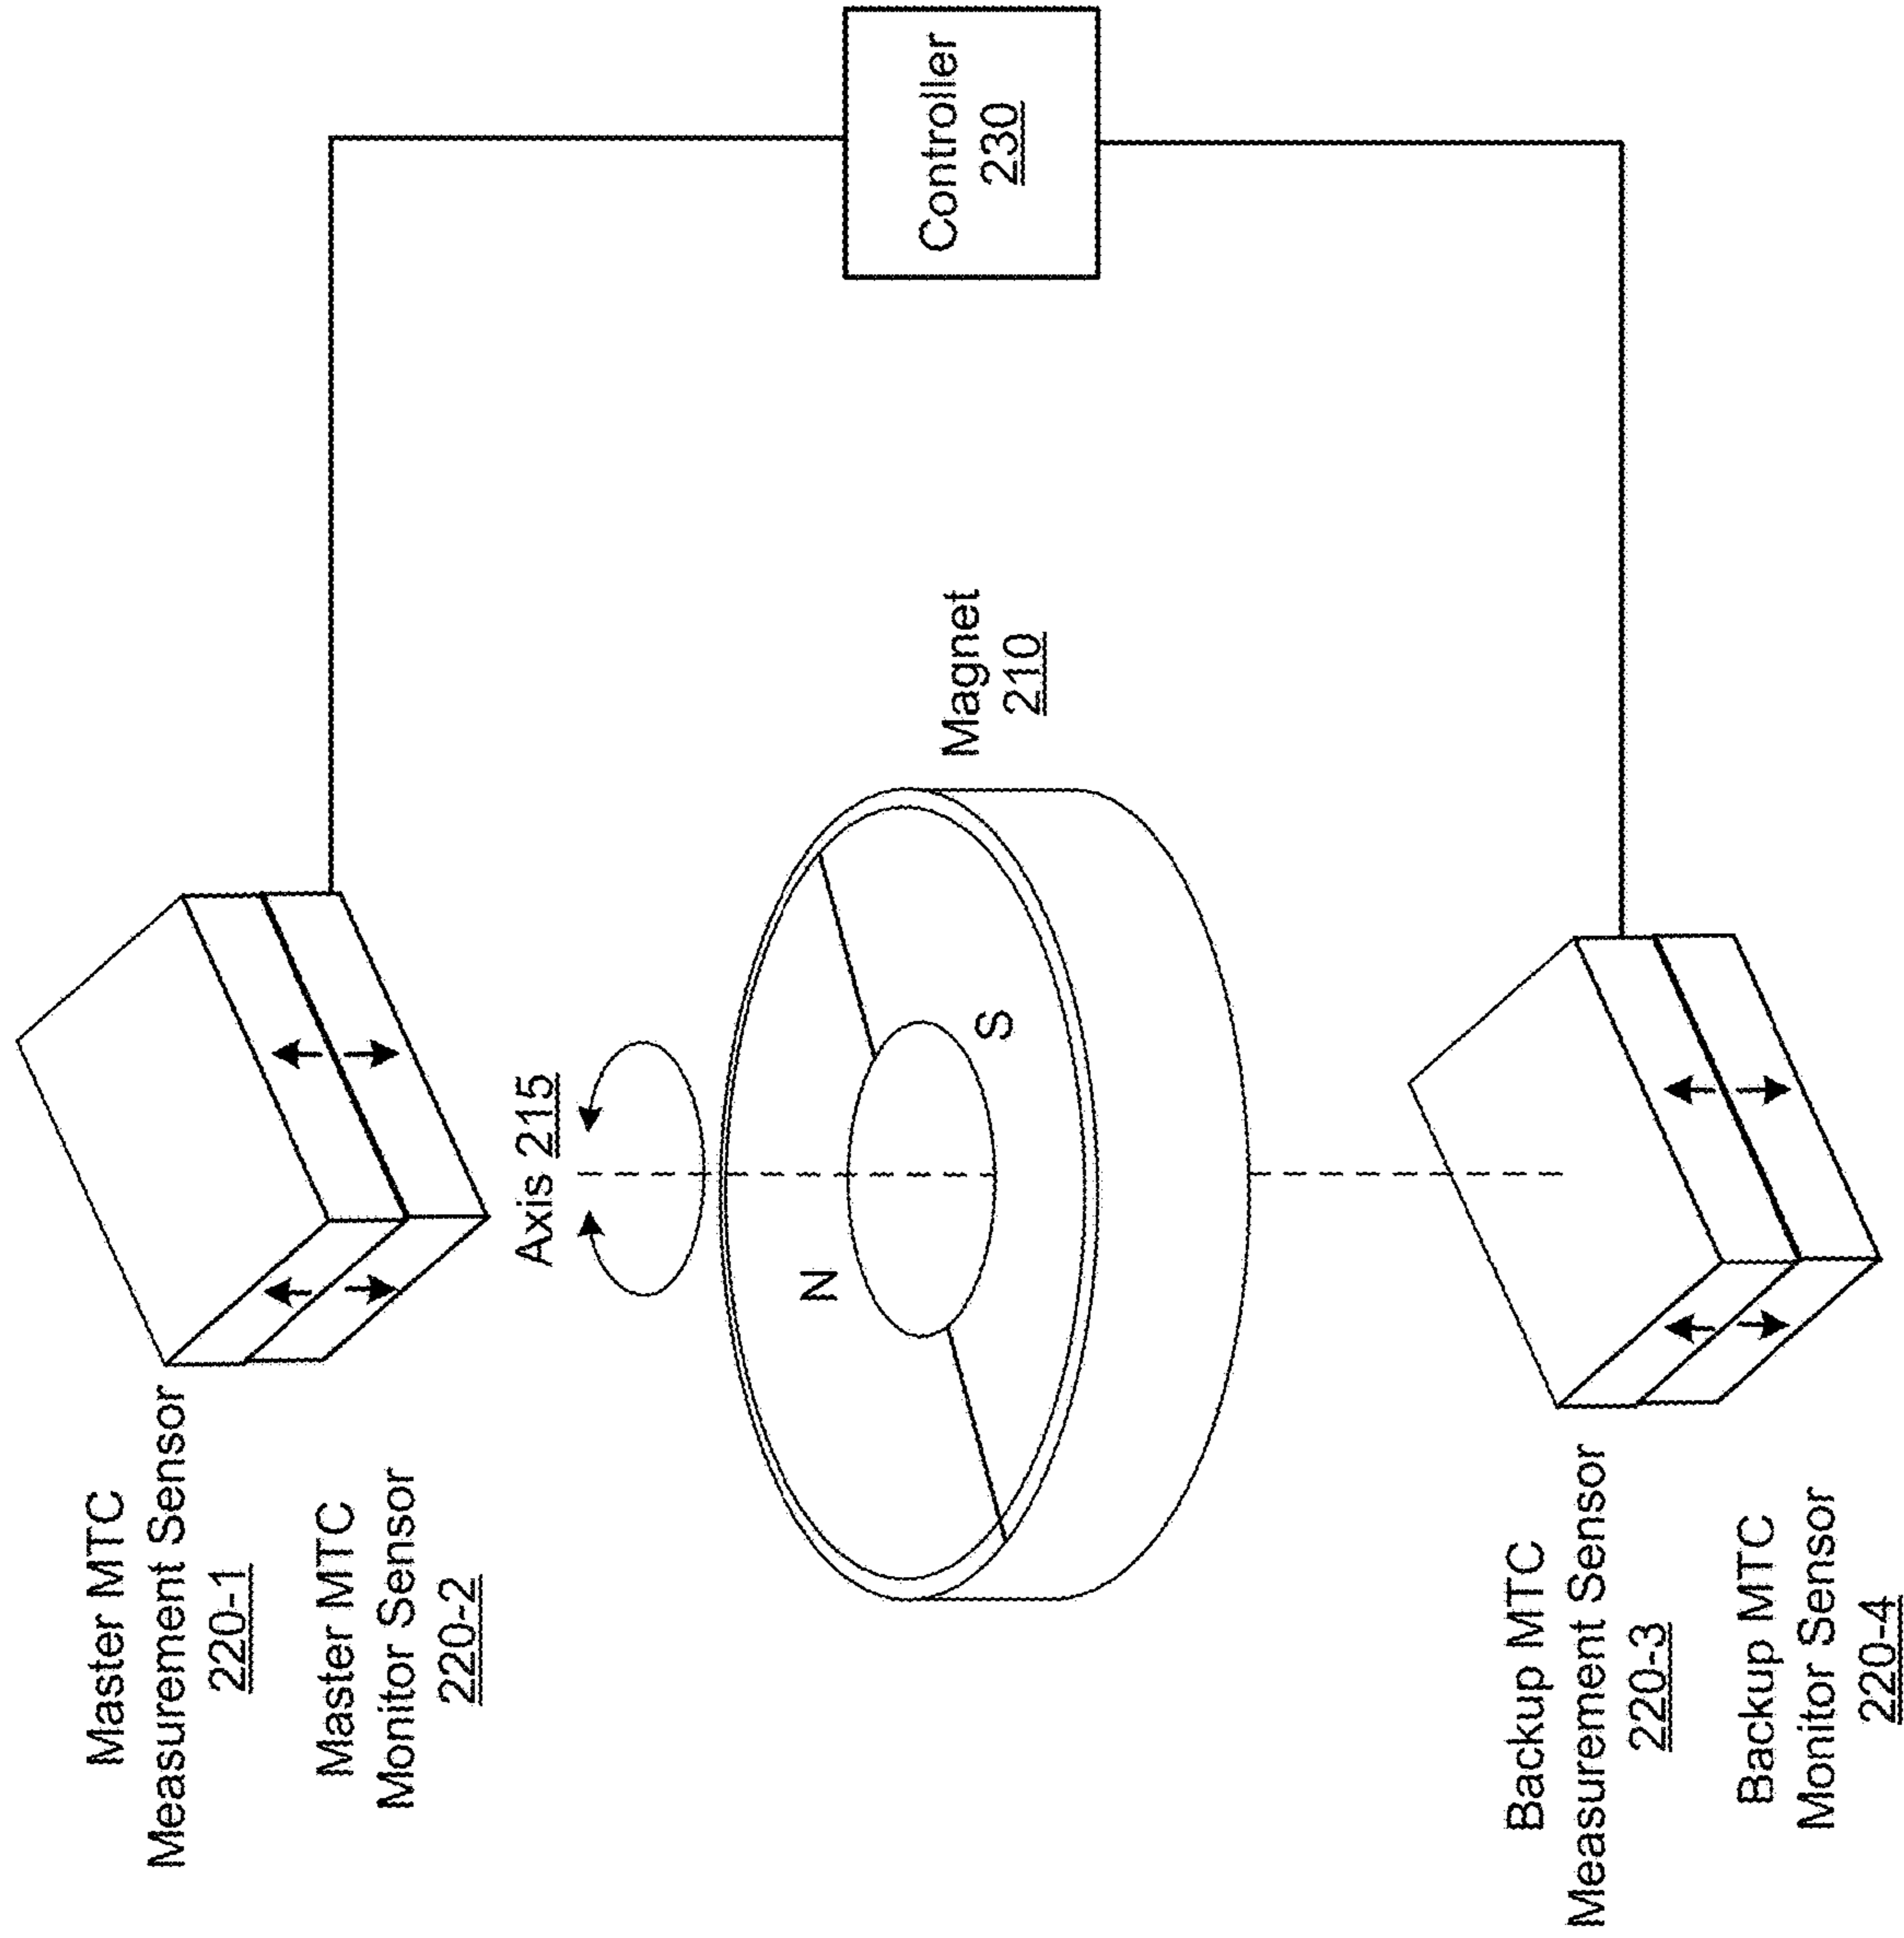 Master MTC
Measurement Sensor
220-1
Master MTC
Monitor Sensor
220-2
Axis 215
N
S
Magnet
210
Controller
230
Backup MTC
Measurement Sensor
220-3
Backup MTC
Monitor Sensor
220-4